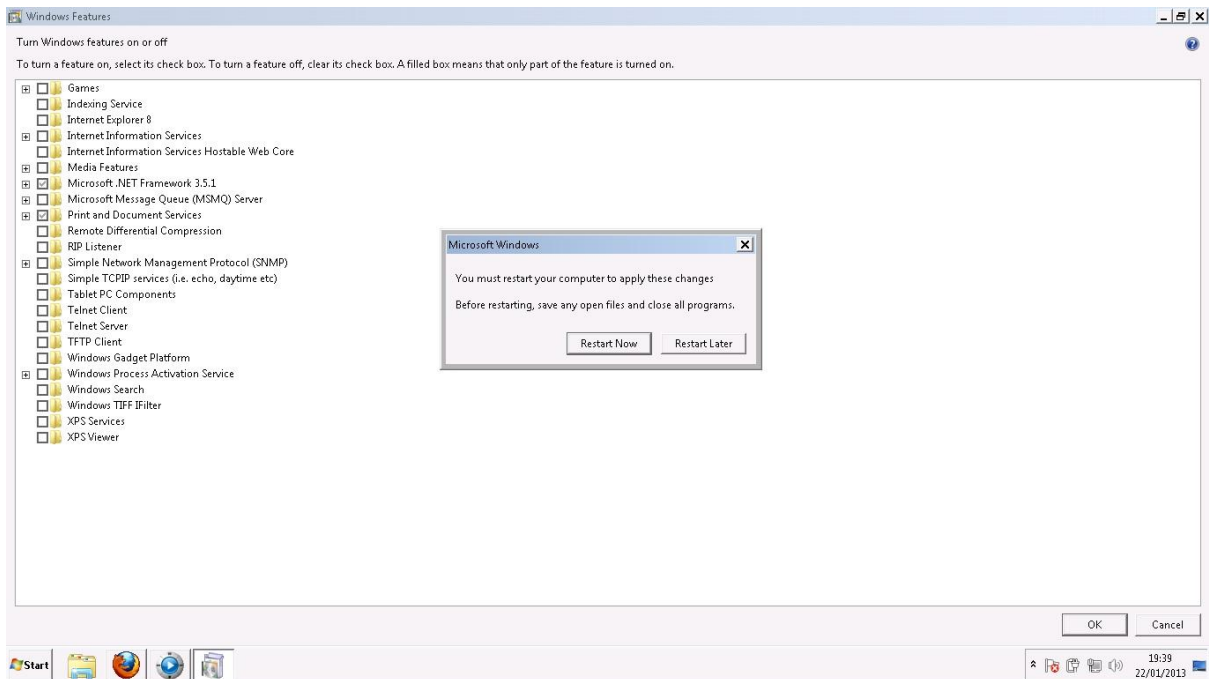 Windows Features
Turn Windows features on or off
To turn a feature on, select its check box. To turn a feature off, clear its check box. A filled box means that only part of the feature is turned on.
Games
Indexing Service
Internet Explorer 8
Internet Information Services
Internet Information Services Hostable Web Core
Media Features
Microsoft .NET Framework 3.5.1
Microsoft Message Queue (MSMQ) Server
Print and Document Services
Remote Differential Compression
RIP Listener
Simple Network Management Protocol (SNMP)
Simple TCPIP services (i.e. echo, daytime etc)
Tablet PC Components
Telnet Client
Telnet Server
TFTP Client
Windows Gadget Platform
Windows Process Activation Service
Windows Search
Windows TIFF IFilter
XPS Services
XPS Viewer
Microsoft Windows
You must restart your computer to apply these changes
Before restarting, save any open files and close all programs.
Restart Now Restart Later
OK Cancel
Start
19:39
22/01/2013